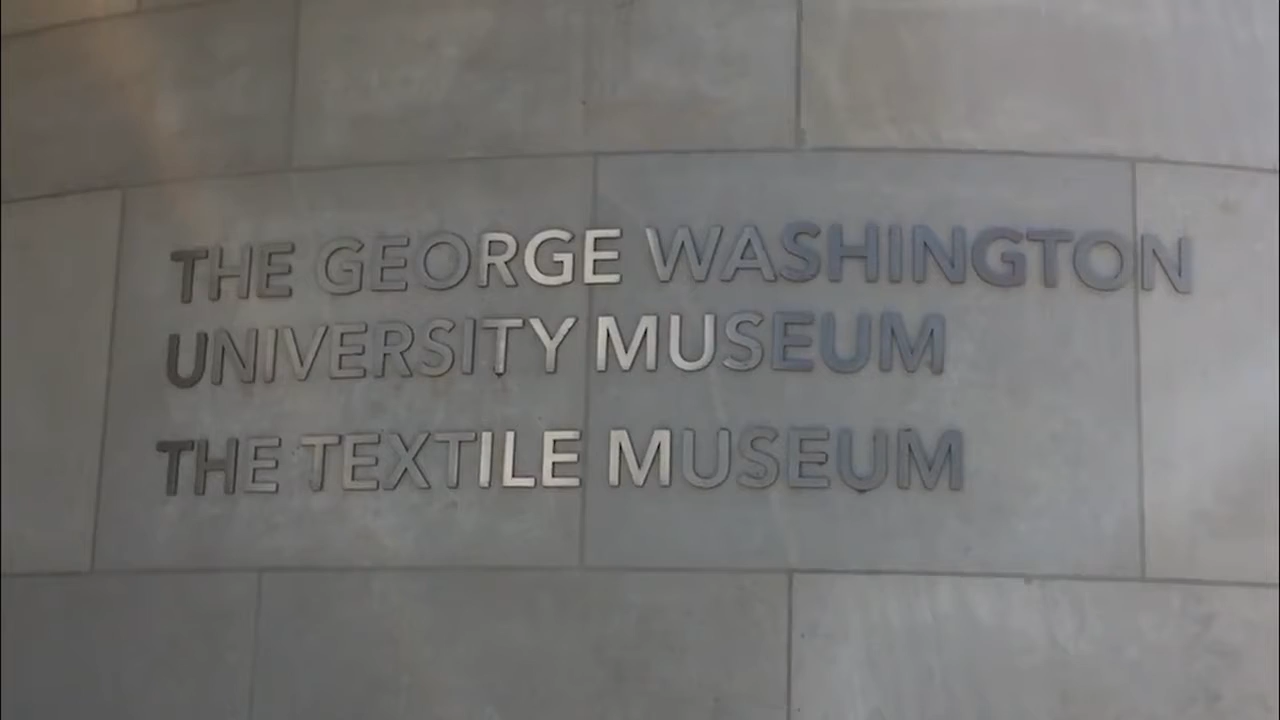 THE GEORGE WASHINGTON
UNIVERSITY MUSEUM
THE TEXTILE MUSEUM